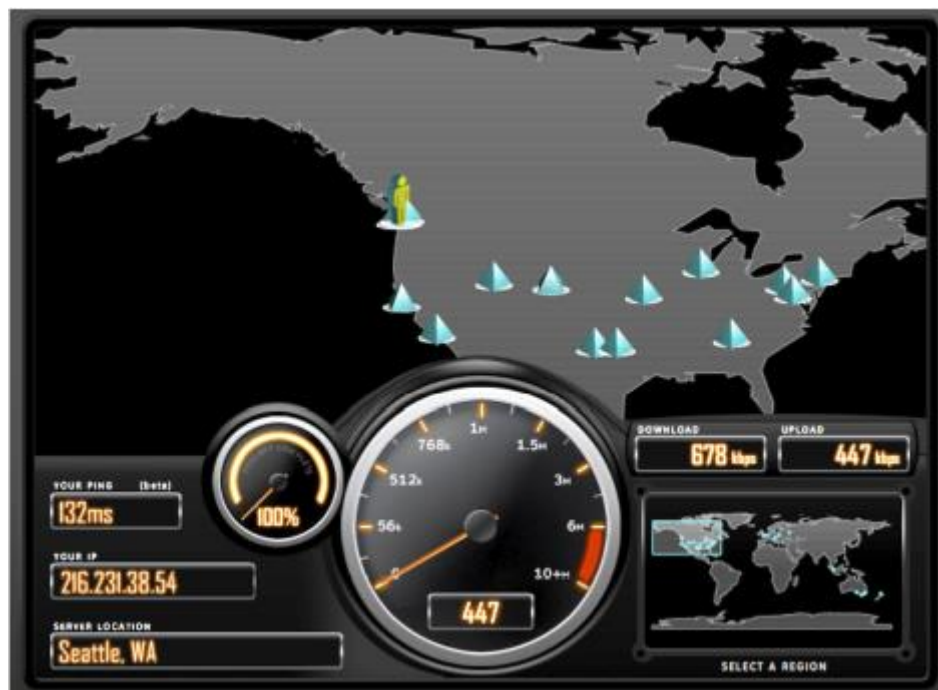 DOWNLOAD
678 kbps
UPLOAD
447 kbps
YOUR PING (beta)
132ms
YOUR IP
216.231.38.54
SERVER LOCATION
Seattle, WA
100%
0
56k
512k
768k
1M
1.5M
3M
6M
10+M
447
SELECT A REGION